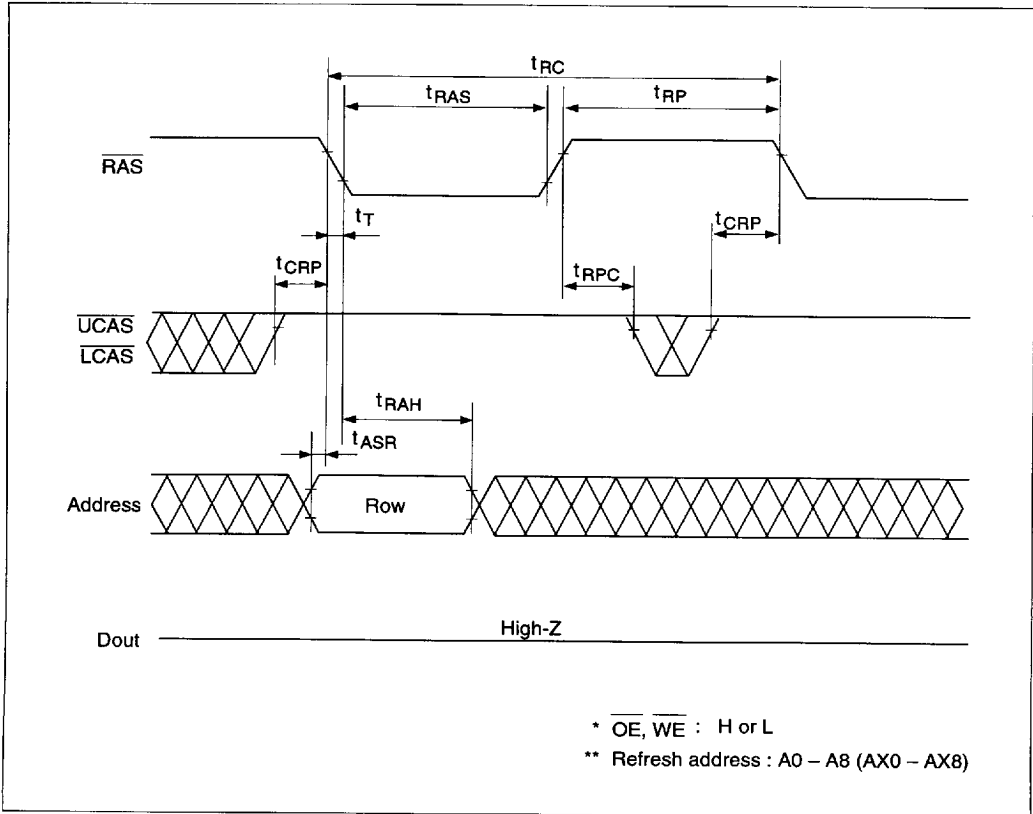 tRC
tRAS
tRP
RAS
tT
tCRP
tCRP
tRPC
UCAS
LCAS
tRAH
tASR
Address
Row
Dout
High-Z
* OE, WE : H or L
** Refresh address : A0 – A8 (AX0 – AX8)